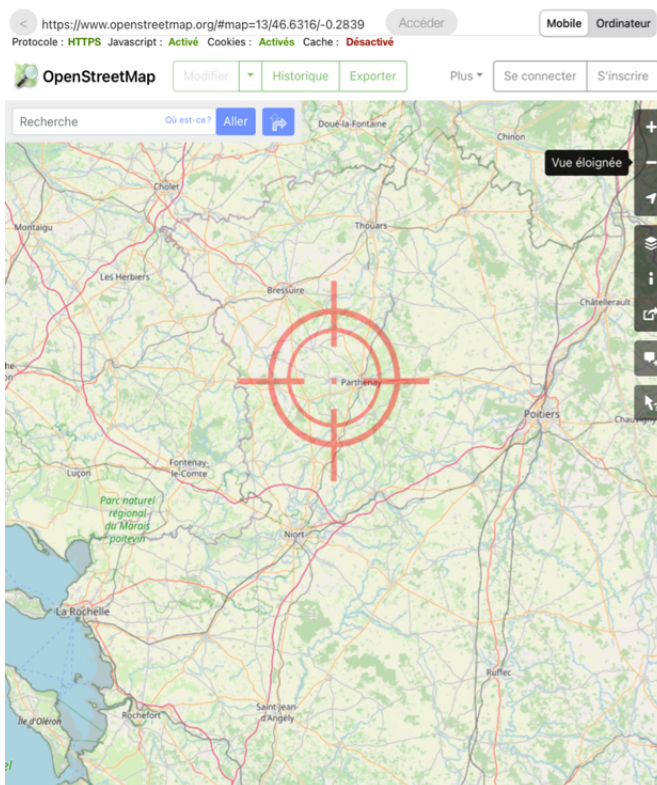 https://www.openstreetmap.org/#map=13/46.6316/-0.2839 Accéder Mobile Ordinateur
Protocole : HTTPS Javascript : Activé Cookies : Activés Cache : Désactivé
OpenStreetMap Modifier Historique Exporter Plus Se connecter S'inscrire
Recherche Où est-ce ? Aller
Doué-la-Fontaine
Chinon
Vue éloignée
Cholet
Montaigu
Thouars
Les Herbiers
Bressuire
Châtellerault
Parthenay
Poitiers
Chauvigny
Fontenay-
le-Comte
Luçon
Parc naturel
régional
du Marais
poitevin
Niort
La Rochelle
Ruffec
Saint-Jean-
d'Angély
Rochefort
Île d'Oléron